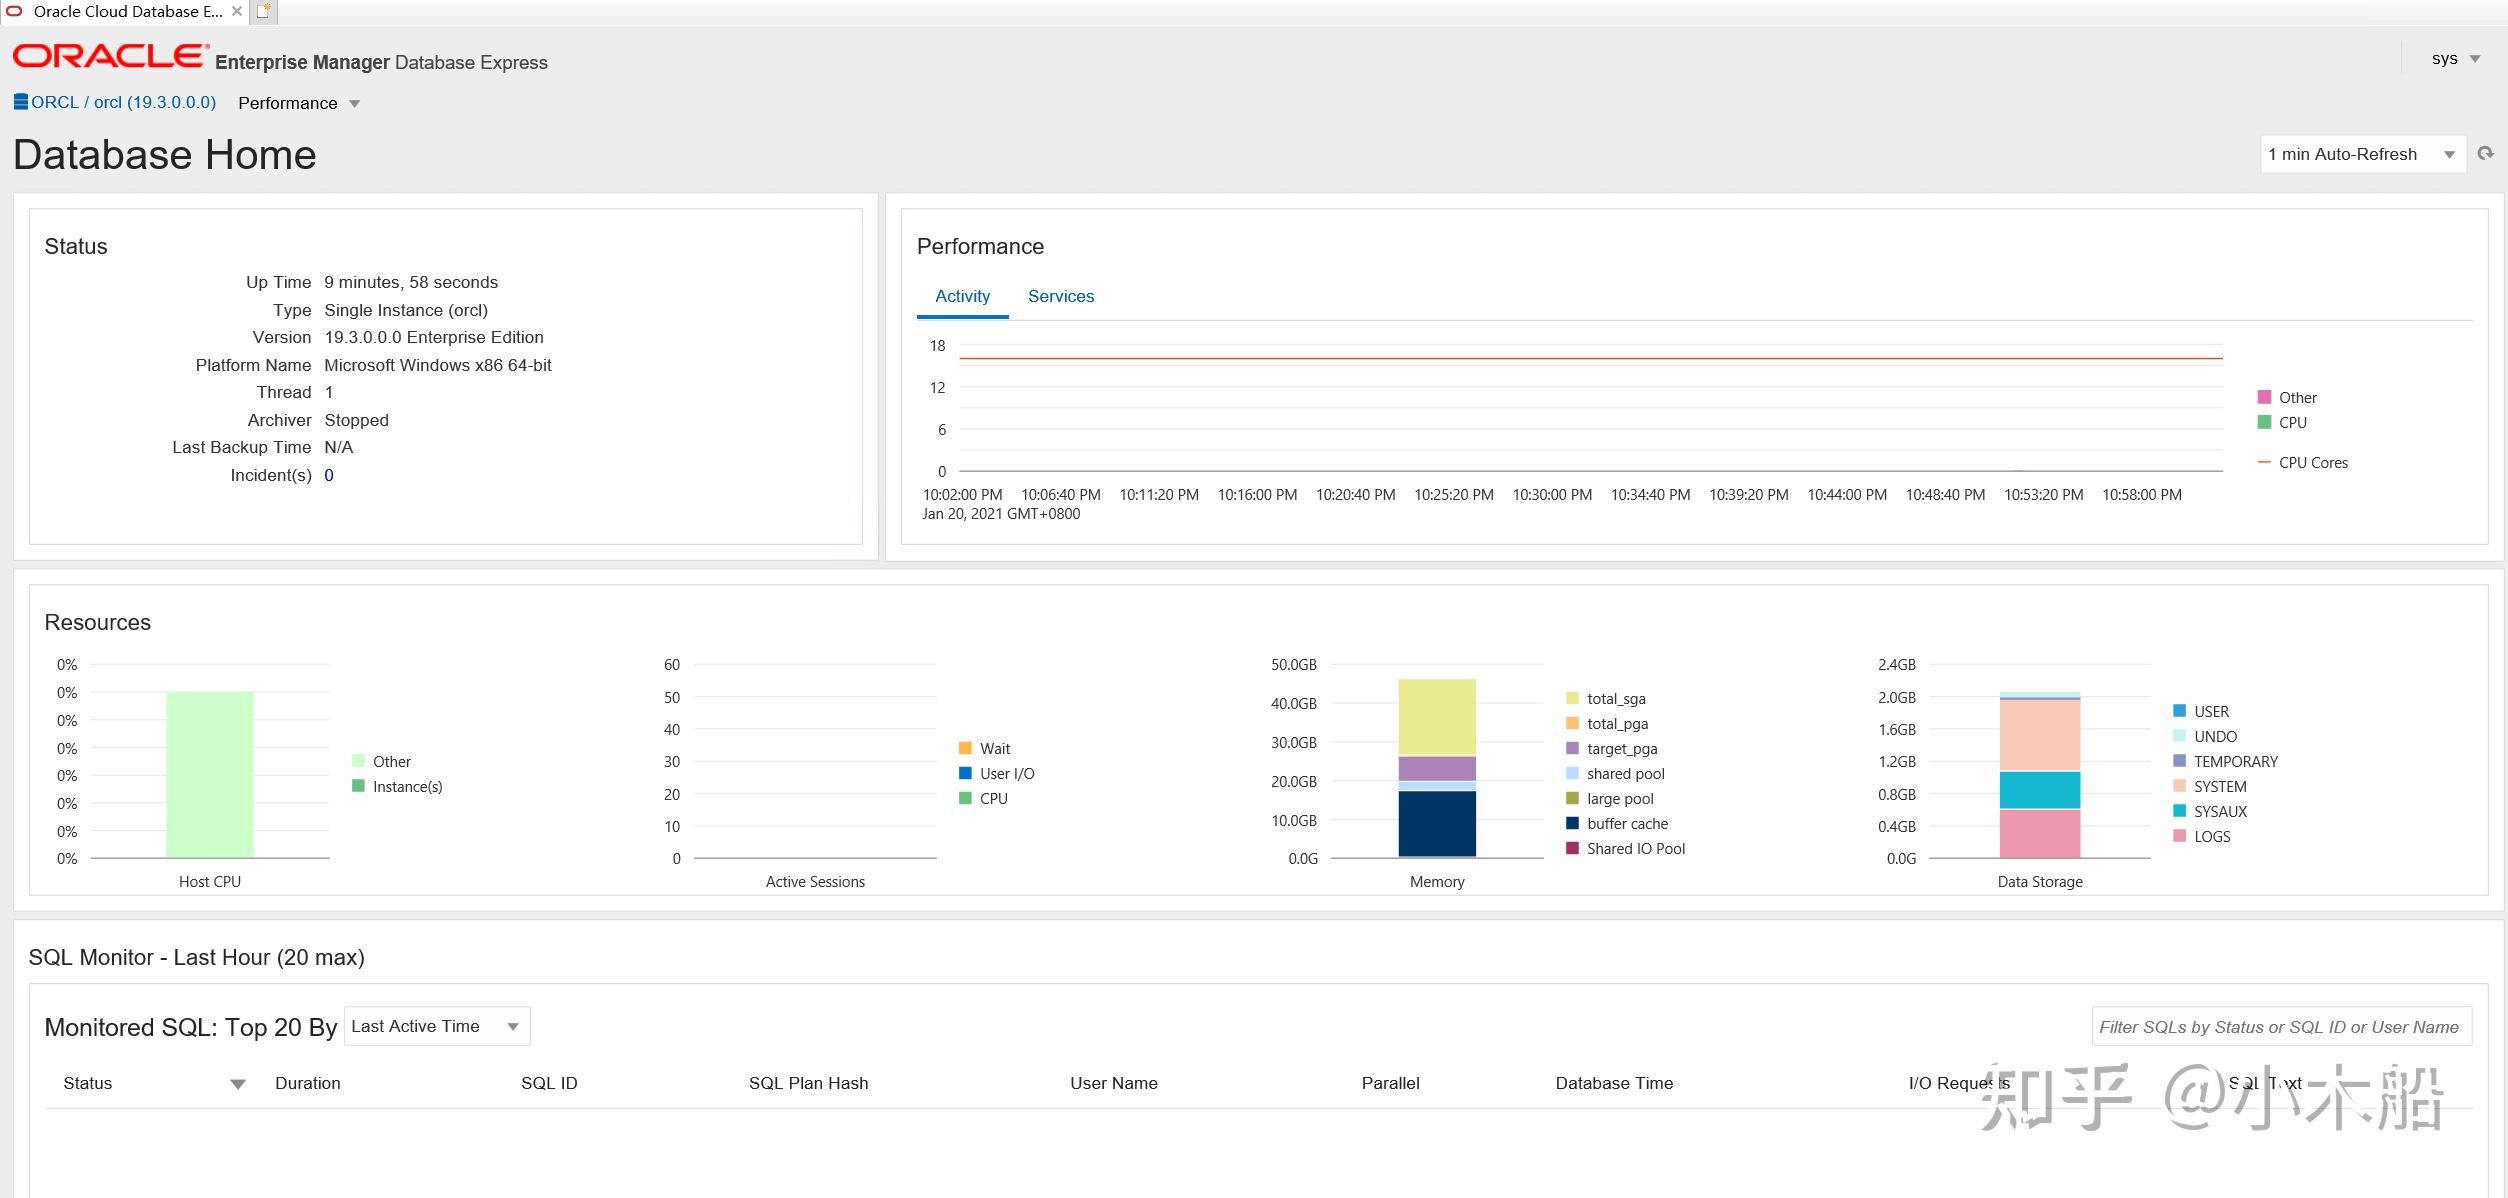 Oracle Cloud Database E...
ORACLE Enterprise Manager Database Express
sys
ORCL / orcl (19.3.0.0.0) Performance
Database Home
1 min Auto-Refresh
Status
Up Time 9 minutes, 58 seconds
Type Single Instance (orcl)
Version 19.3.0.0.0 Enterprise Edition
Platform Name Microsoft Windows x86 64-bit
Thread 1
Archiver Stopped
Last Backup Time N/A
Incident(s) 0
Performance
Activity Services
18
12
6
0
10:02:00 PM 10:06:40 PM 10:11:20 PM 10:16:00 PM 10:20:40 PM 10:25:20 PM 10:30:00 PM 10:34:40 PM 10:39:20 PM 10:44:00 PM 10:48:40 PM 10:53:20 PM 10:58:00 PM
Jan 20, 2021 GMT+0800
Other
CPU
CPU Cores
Resources
0%
0%
0%
0%
0%
0%
0%
0%
Host CPU
Other
Instance(s)
60
50
40
30
20
10
0
Active Sessions
Wait
User I/O
CPU
50.0GB
40.0GB
30.0GB
20.0GB
10.0GB
0.0G
Memory
total_sga
total_pga
target_pga
shared pool
large pool
buffer cache
Shared IO Pool
2.4GB
2.0GB
1.6GB
1.2GB
0.8GB
0.4GB
0.0G
Data Storage
USER
UNDO
TEMPORARY
SYSTEM
SYSAUX
LOGS
SQL Monitor - Last Hour (20 max)
Monitored SQL: Top 20 By Last Active Time
Filter SQLs by Status or SQL ID or User Name
Status Duration SQL ID SQL Plan Hash User Name Parallel Database Time I/O Requests SQL Text
知乎 @小木船